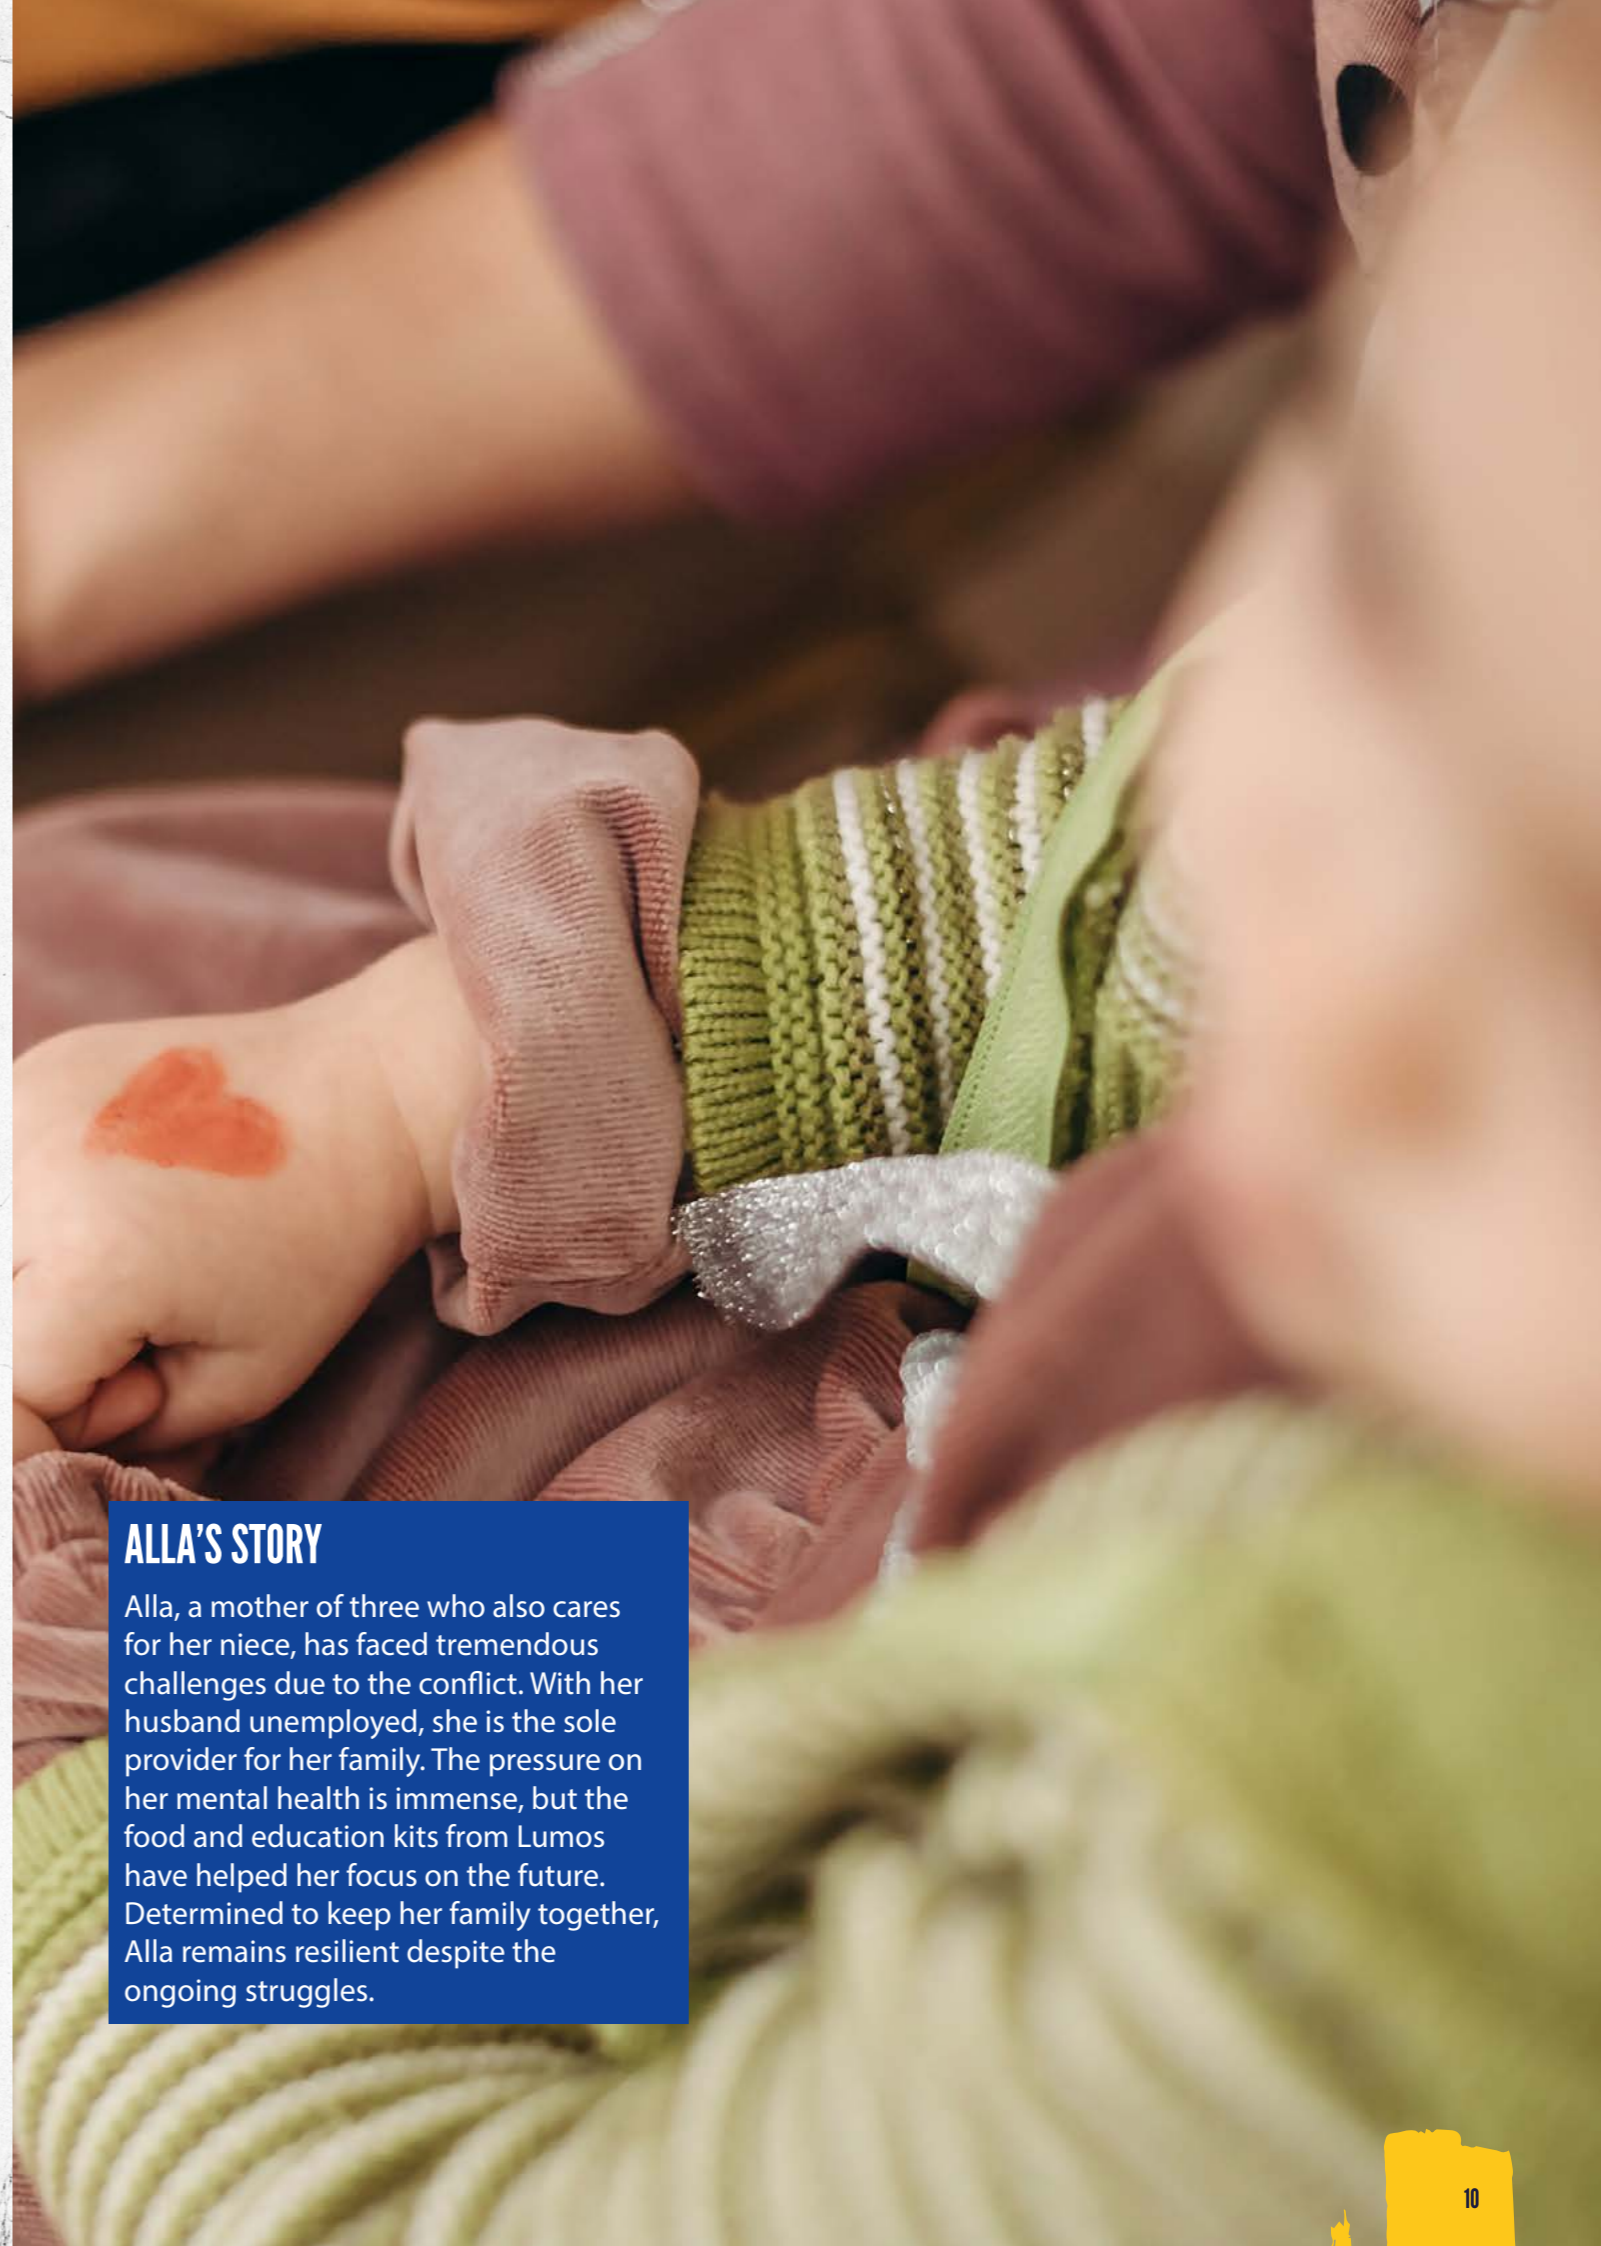 ALLA’S STORY
Alla, a mother of three who also cares
for her niece, has faced tremendous
challenges due to the conflict. With her
husband unemployed, she is the sole
provider for her family. The pressure on
her mental health is immense, but the
food and education kits from Lumos
have helped her focus on the future.
Determined to keep her family together,
Alla remains resilient despite the
ongoing struggles.
10